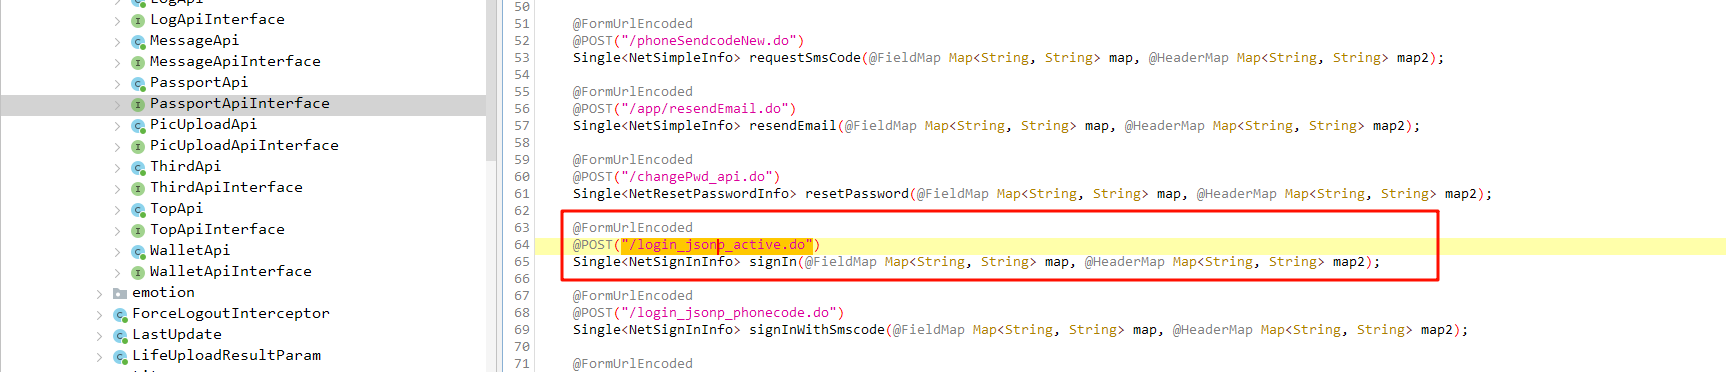 LogApi
LogApiInterface
MessageApi
MessageApiInterface
PassportApi
PassportApiInterface
PicUploadApi
PicUploadApiInterface
ThirdApi
ThirdApiInterface
TopApi
TopApiInterface
WalletApi
WalletApiInterface
emotion
ForceLogoutInterceptor
LastUpdate
LifeUploadResultParam
50
51 @FormUrlEncoded
52 @POST("/phoneSendcodeNew.do")
53 Single<NetSimpleInfo> requestSmsCode(@FieldMap Map<String, String> map, @HeaderMap Map<String, String> map2);
54
55 @FormUrlEncoded
56 @POST("/app/resendEmail.do")
57 Single<NetSimpleInfo> resendEmail(@FieldMap Map<String, String> map, @HeaderMap Map<String, String> map2);
58
59 @FormUrlEncoded
60 @POST("/changePwd_api.do")
61 Single<NetResetPasswordInfo> resetPassword(@FieldMap Map<String, String> map, @HeaderMap Map<String, String> map2);
62
63 @FormUrlEncoded
64 @POST("/login_jsonp_active.do")
65 Single<NetSignInInfo> signIn(@FieldMap Map<String, String> map, @HeaderMap Map<String, String> map2);
66
67 @FormUrlEncoded
68 @POST("/login_jsonp_phonecode.do")
69 Single<NetSignInInfo> signInWithSmscode(@FieldMap Map<String, String> map, @HeaderMap Map<String, String> map2);
70
71 @FormUrlEncoded